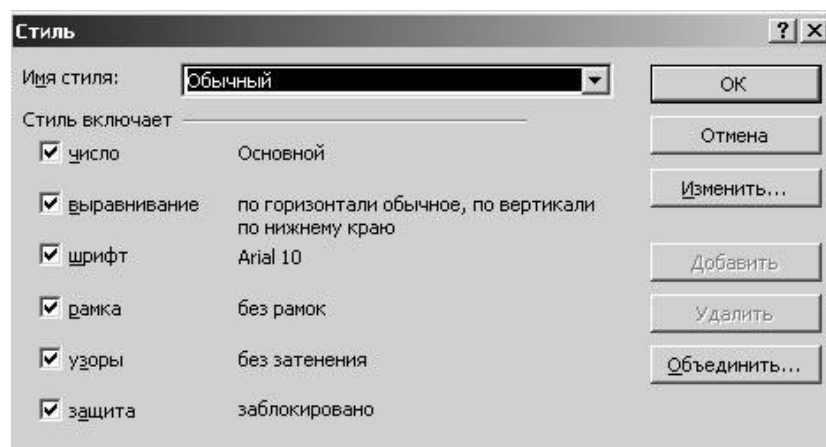 Стиль
Имя стиля: Обычный
ОК
Стиль включает
Отмена
число Основной
Изменить...
выравнивание по горизонтали обычное, по вертикали
по нижнему краю
шрифт Arial 10
Добавить
рамка без рамок
Удалить
узоры без затенения
Объединить...
защита заблокировано